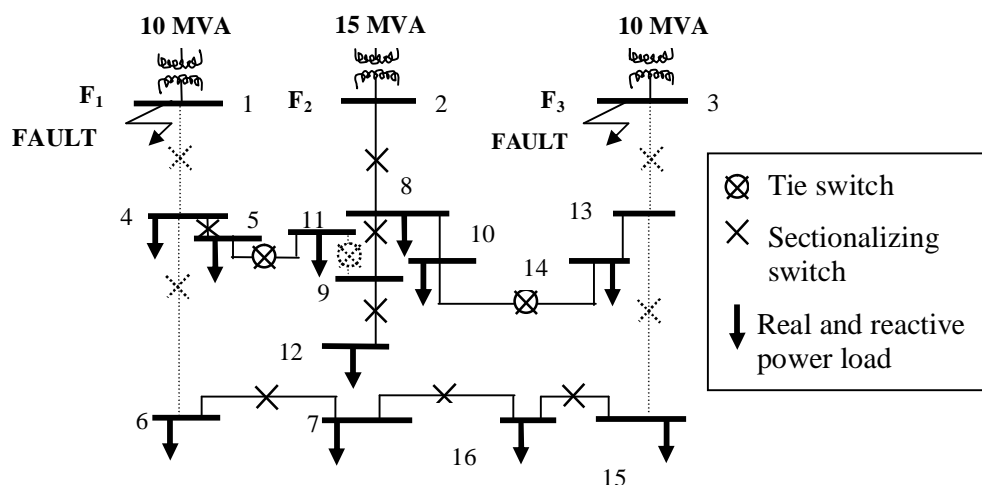 10 MVA 15 MVA 10 MVA
F1 1 F2 2 F3 3
FAULT FAULT
8
4 5 11 10 13
9 14
12
6 7 16 15
Tie switch
Sectionalizing
switch
Real and reactive
power load